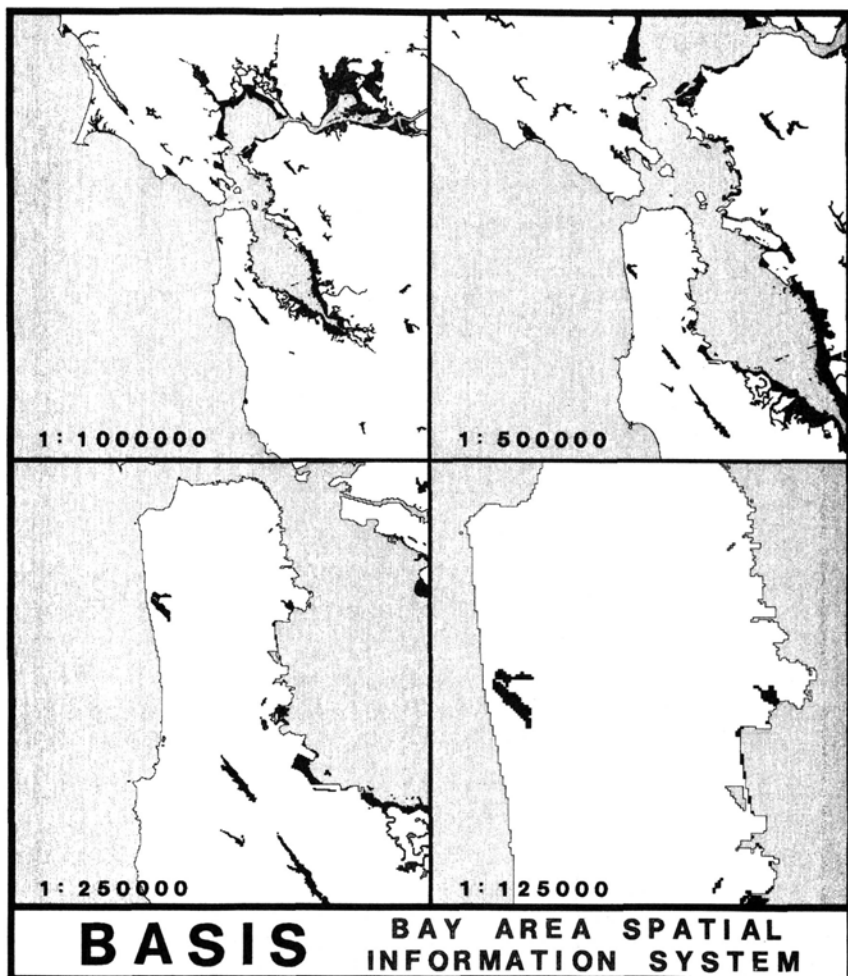 1: 1000000
1: 500000
1: 250000
1: 125000
BASIS
BAY AREA SPATIAL
INFORMATION SYSTEM